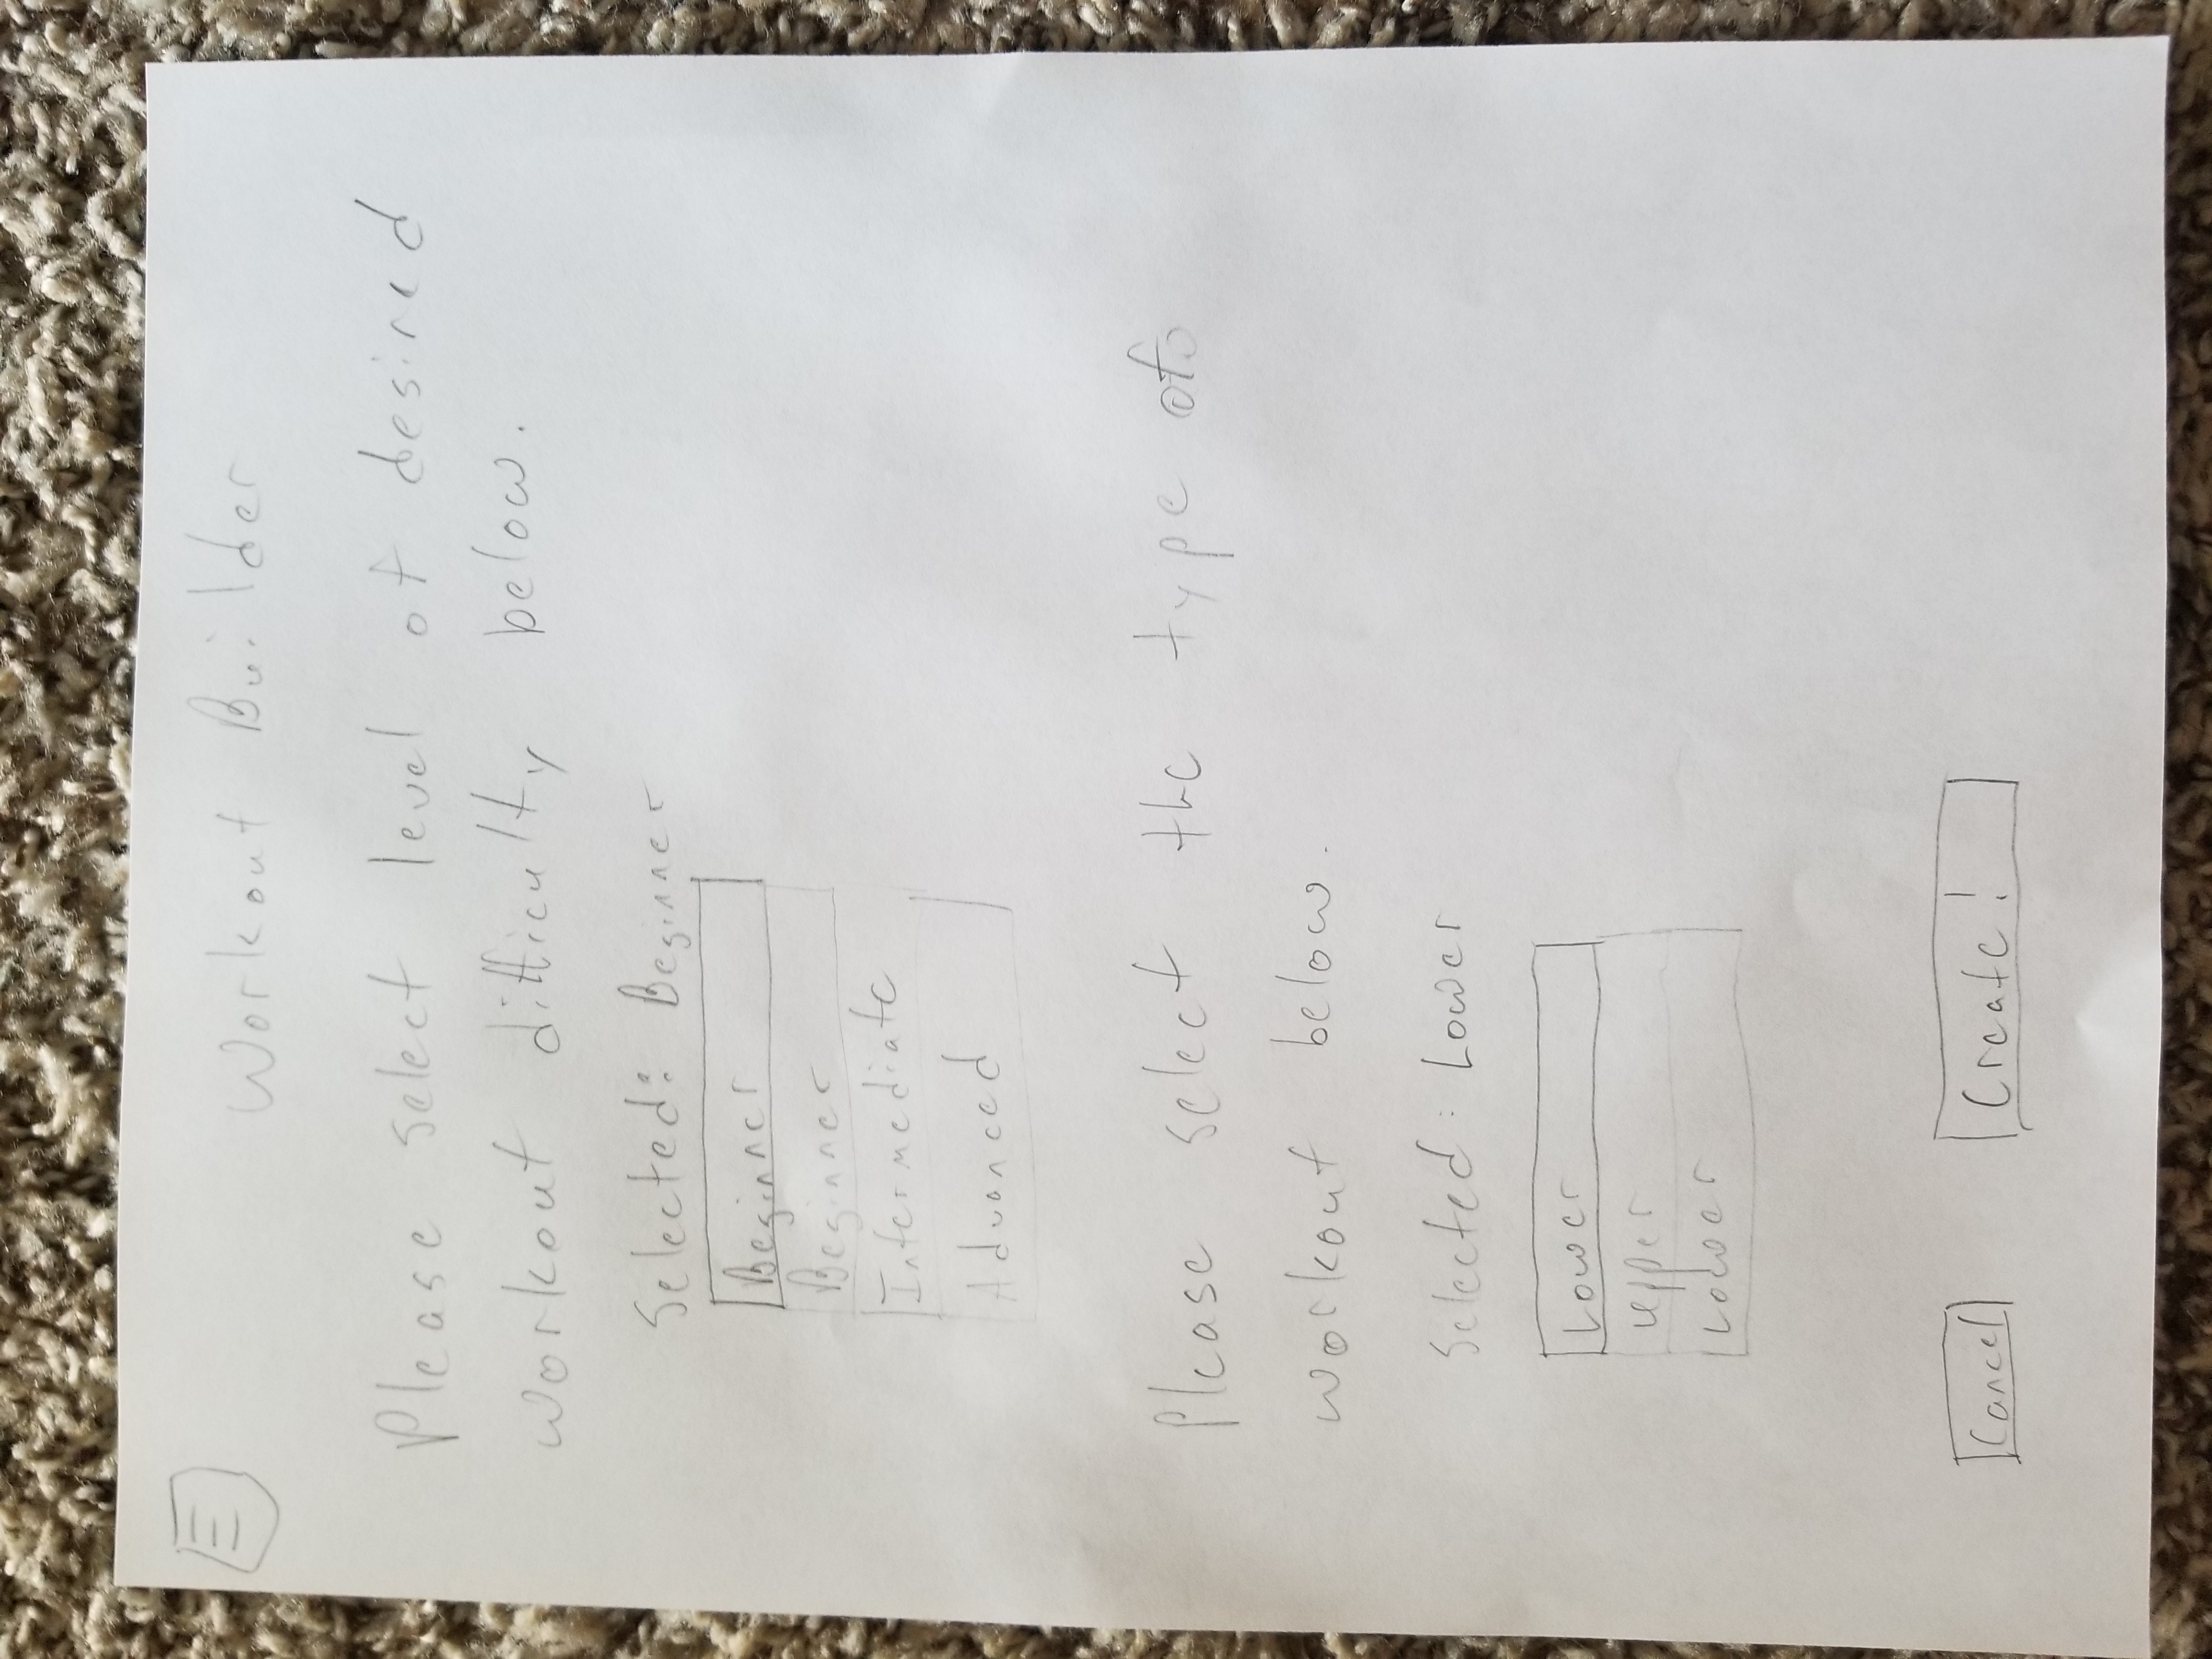 Workout Builder
Please select level of desired
workout difficulty below.
Selected: Beginner
Beginner
Beginner
Intermediate
Advanced
Please select the type of
workout below.
Selected: Lower
Lower
Upper
Lower
Cancel
Create!